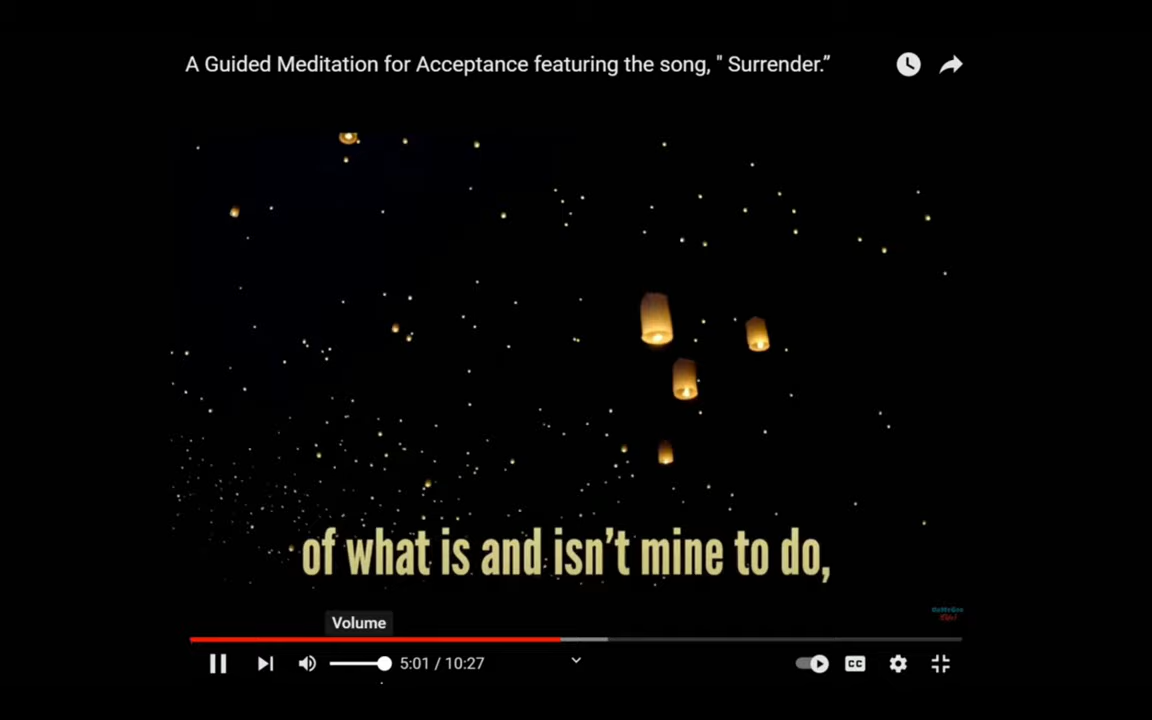 A Guided Meditation for Acceptance featuring the song, " Surrender.”
of what is and isn't mine to do,
Volume
5:01 / 10:27
CC